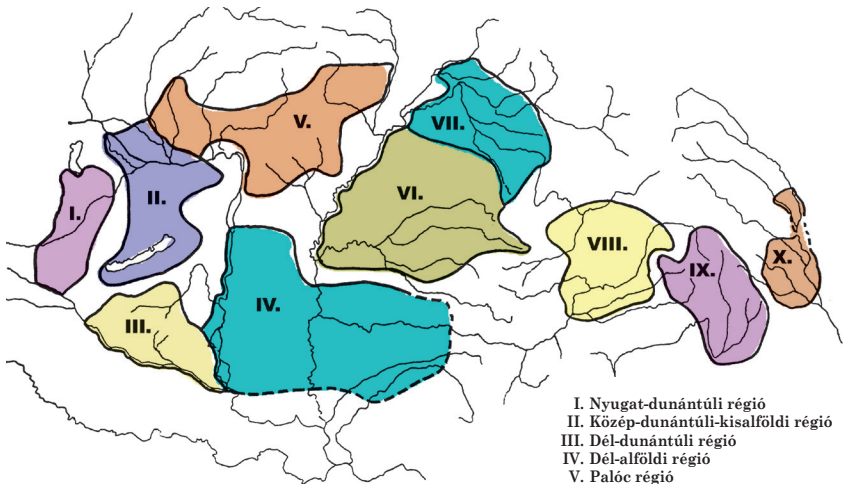 V.
VII.
I.
II.
VI.
VIII.
IX.
X.
III.
IV.
I. Nyugat-dunántúli régió
II. Közép-dunántúli-kisalföldi régió
III. Dél-dunántúli régió
IV. Dél-alföldi régió
V. Palóc régió